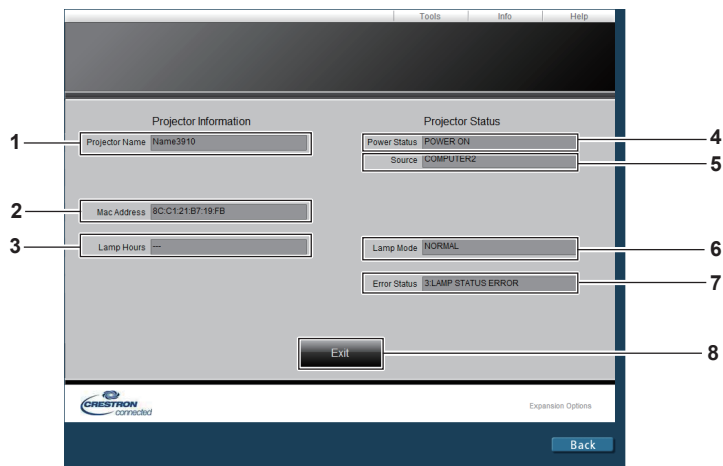 Tools Info Help
Projector Information Projector Status
1 Projector Name Name3910 Power Status POWER ON 4
Source COMPUTER2 5
2 Mac Address 8C:C1:21:B7:19:FB
3 Lamp Hours --- Lamp Mode NORMAL 6
Error Status 3:LAMP STATUS ERROR 7
Exit 8
CRESTRON connected Expansion Options
Back